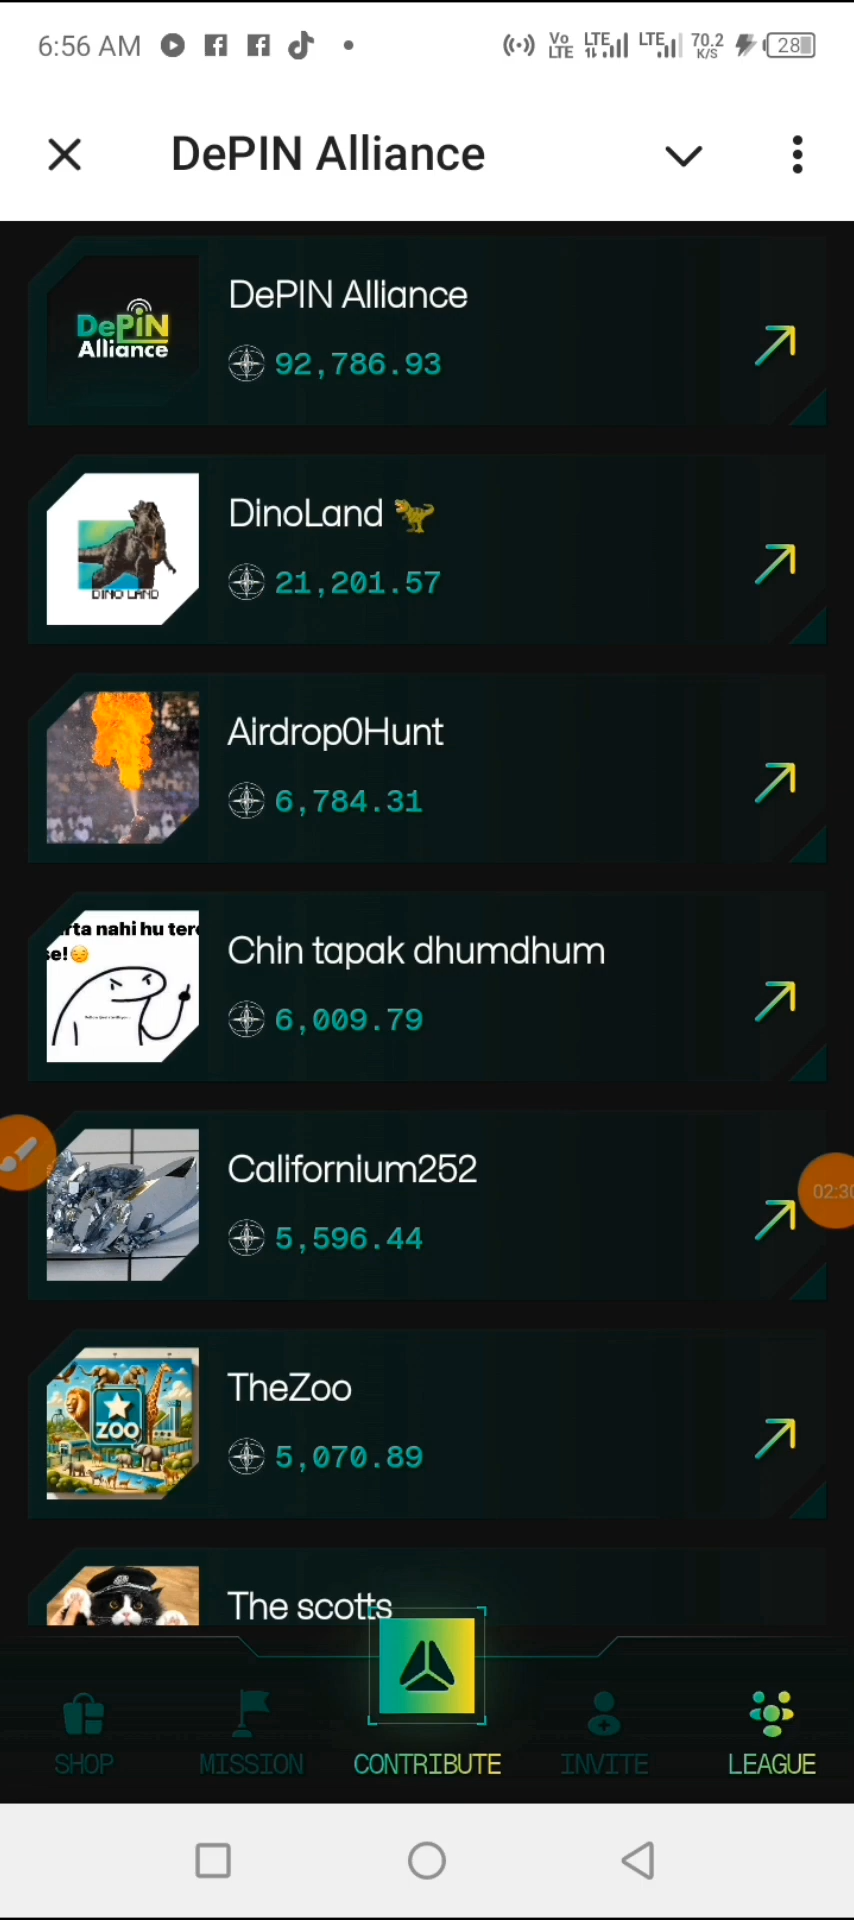 6:56 AM
Vo LTE LTE LTE 70.2 K/S 28
DePIN Alliance
DePIN Alliance
DePiN
Alliance
92,786.93
DinoLand 🦖
DINO LAND
21,201.57
Airdrop0Hunt
6,784.31
rta nahi hu tere
se!😔
Chin tapak dhumdhum
6,009.79
Californium252
5,596.44
02:30
TheZoo
ZOO
5,070.89
The scotts
SHOP MISSION CONTRIBUTE INVITE LEAGUE